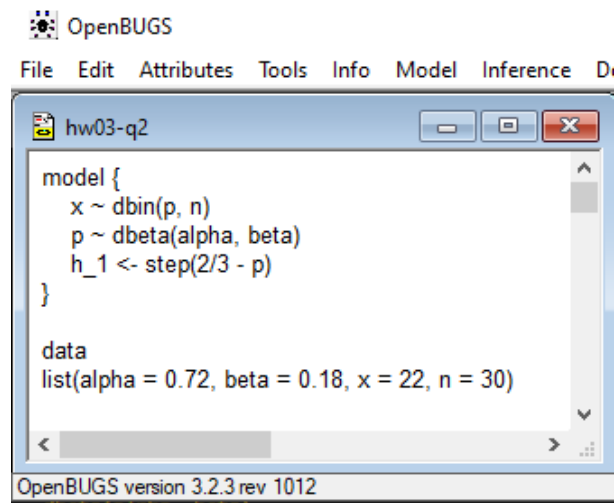 OpenBUGS
File Edit Attributes Tools Info Model Inference
hw03-q2
model {
x ~ dbin(p, n)
p ~ dbeta(alpha, beta)
h_1 <- step(2/3 - p)
}
data
list(alpha = 0.72, beta = 0.18, x = 22, n = 30)
OpenBUGS version 3.2.3 rev 1012